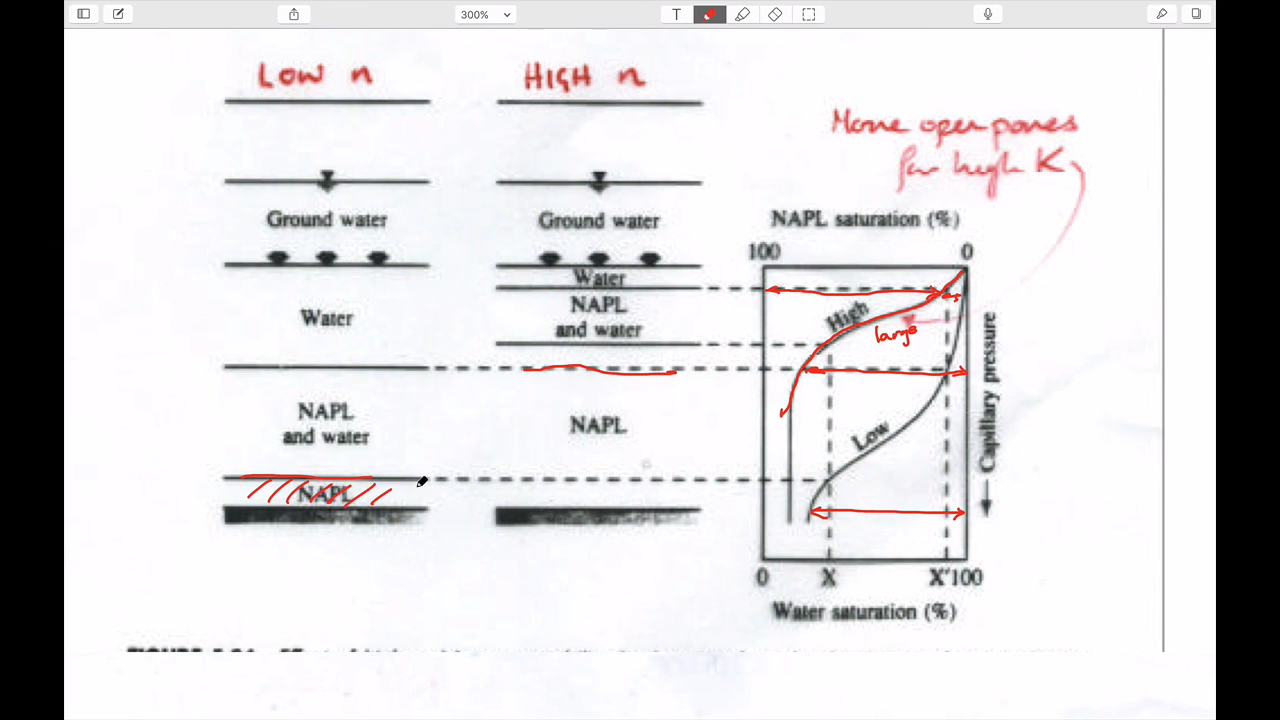 300%
T
LOW n
HIGH n
More open pores
for high K
Ground water
Ground water
NAPL saturation (%)
100
0
Water
Water
NAPL
and water
High
large
Capillary pressure
NAPL
and water
NAPL
Low
NAPL
0
X
X'
100
Water saturation (%)